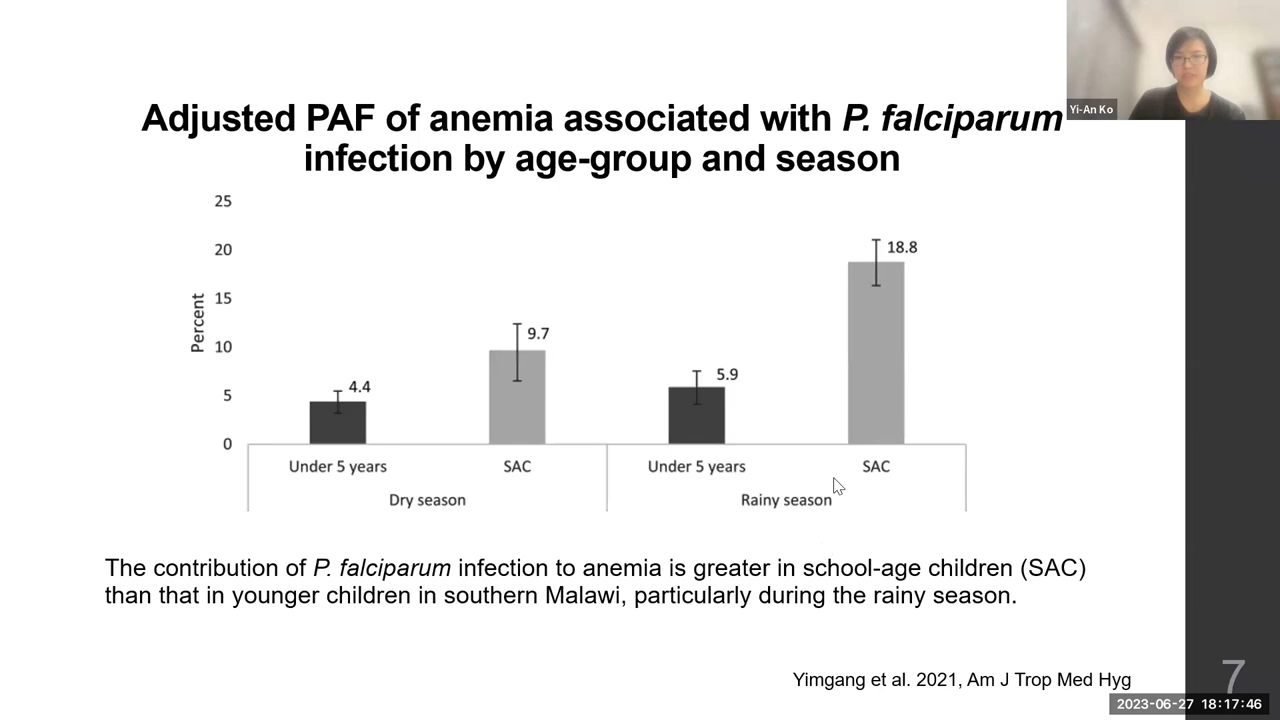 Yi-An Ko
Adjusted PAF of anemia associated with P. falciparum
infection by age-group and season
25
20
15
10
5
0
Percent
4.4
9.7
5.9
18.8
Under 5 years
SAC
Under 5 years
SAC
Dry season
Rainy season
The contribution of P. falciparum infection to anemia is greater in school-age children (SAC)
than that in younger children in southern Malawi, particularly during the rainy season.
Yimgang et al. 2021, Am J Trop Med Hyg
7
2023-06-27 18:17:46